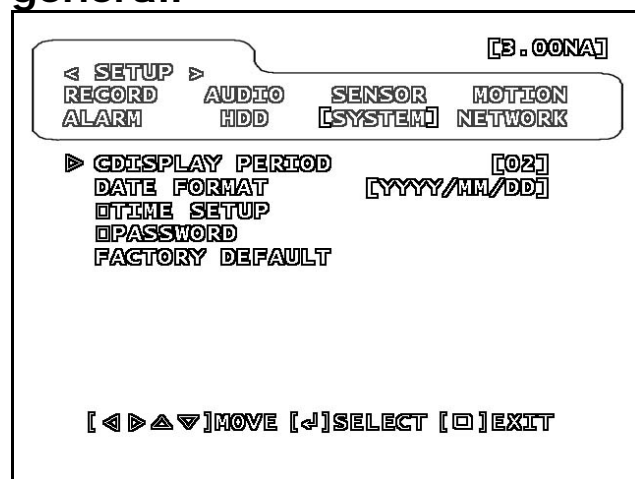 general.
[3.00NA]
< SETUP >
RECORD AUDIO SENSOR MOTION
ALARM HDD [SYSTEM] NETWORK
▷ CDISPLAY PERIOD [02]
DATE FORMAT [YYYY/MM/DD]
□TIME SETUP
□PASSWORD
FACTORY DEFAULT
[◁▷△▽]MOVE [↲]SELECT [□]EXIT